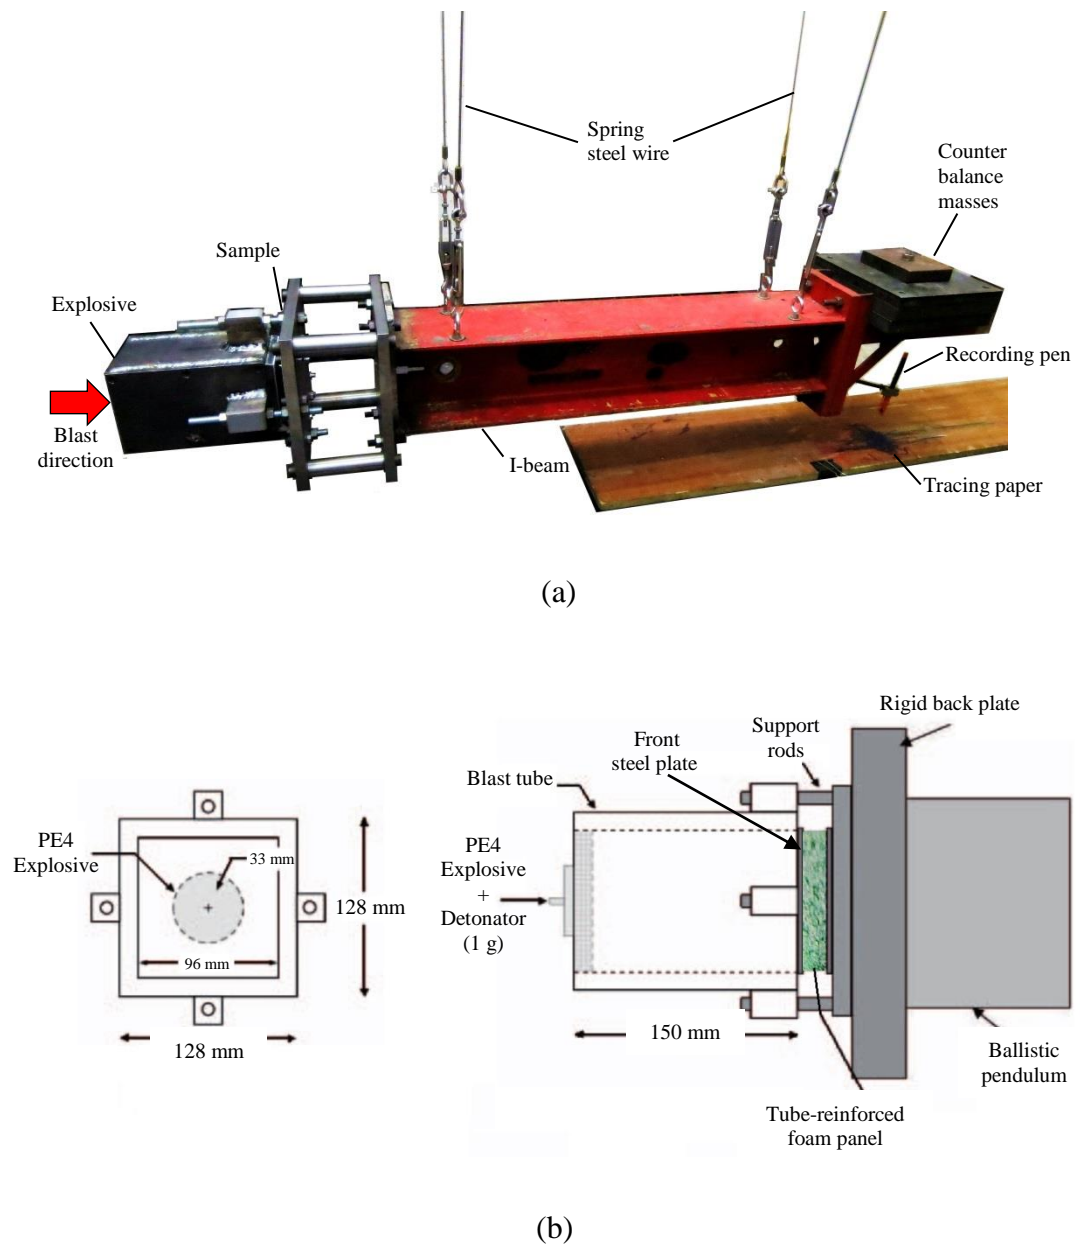 Spring
steel wire
Counter
balance
masses
Sample
Explosive
Recording pen
Blast
direction
I-beam
Tracing paper
(a)
Rigid back plate
Support
rods
Front
steel plate
Blast tube
PE4
Explosive
33 mm
PE4
Explosive
+
Detonator
(1 g)
128 mm
96 mm
150 mm
128 mm
Ballistic
pendulum
Tube-reinforced
foam panel
(b)